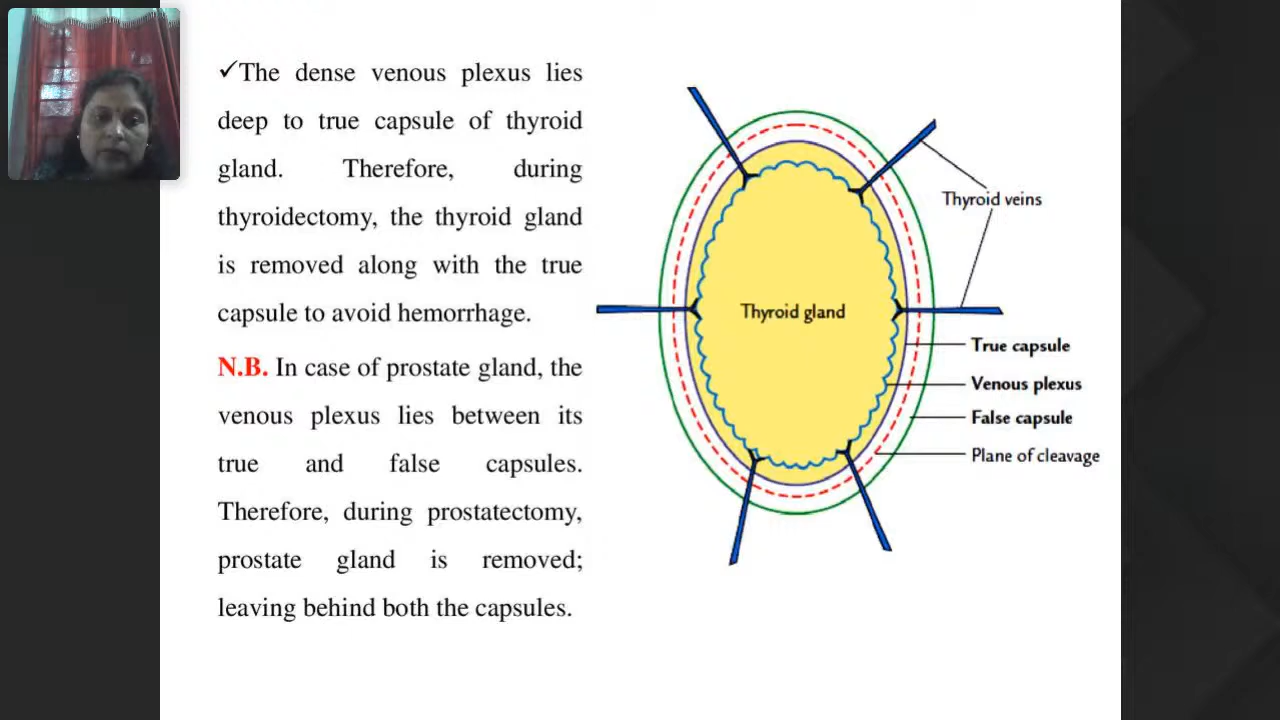 ✓The dense venous plexus lies
deep to true capsule of thyroid
gland. Therefore, during
thyroidectomy, the thyroid gland
is removed along with the true
capsule to avoid hemorrhage.
N.B. In case of prostate gland, the
venous plexus lies between its
true and false capsules.
Therefore, during prostatectomy,
prostate gland is removed;
leaving behind both the capsules.
Thyroid veins
Thyroid gland
True capsule
Venous plexus
False capsule
Plane of cleavage